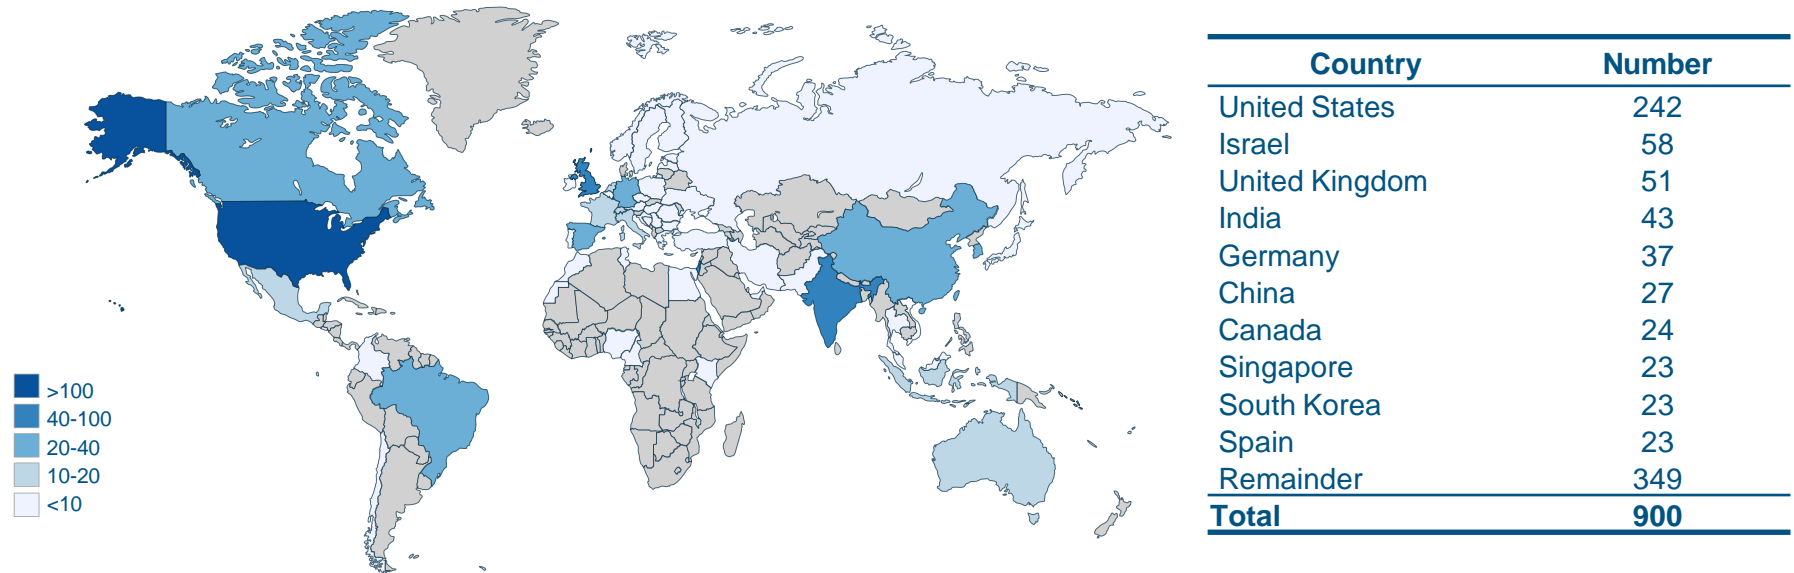 >100
40-100
20-40
10-20
<10
Country Number
United States 242
Israel 58
United Kingdom 51
India 43
Germany 37
China 27
Canada 24
Singapore 23
South Korea 23
Spain 23
Remainder 349
Total 900